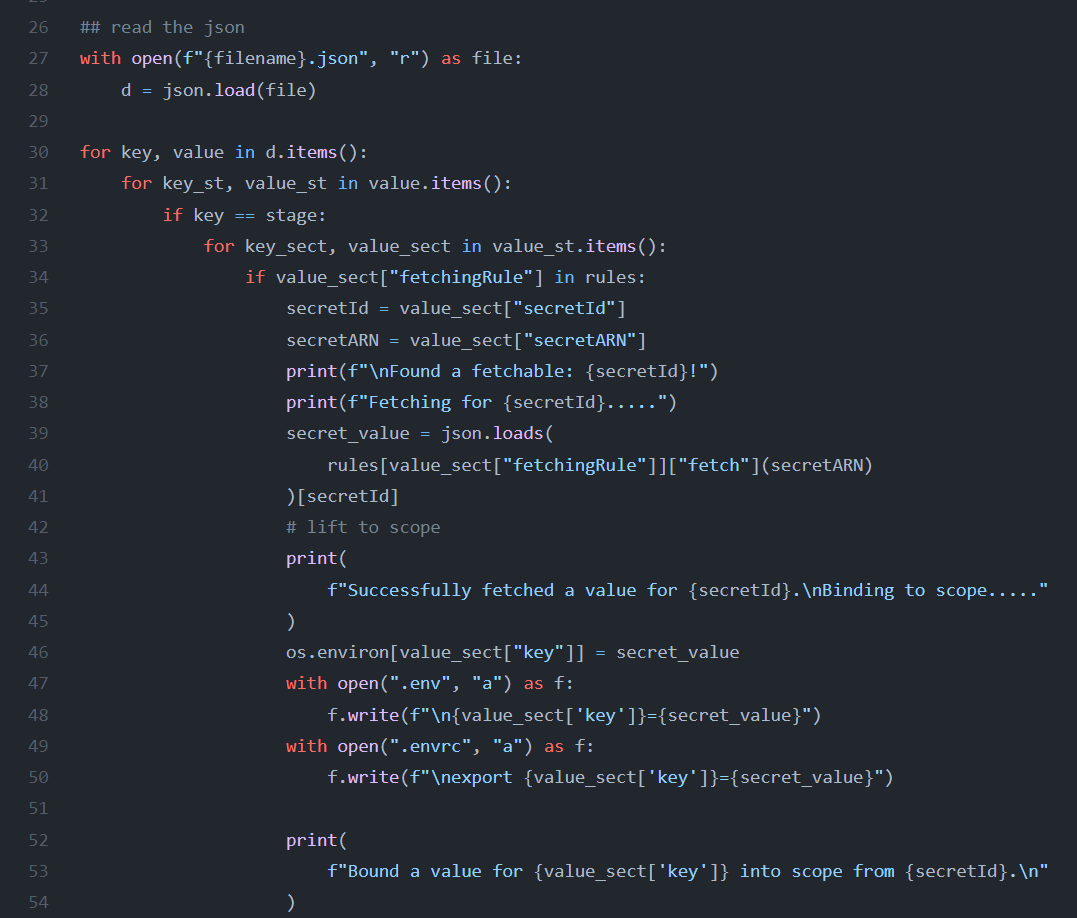 26 ## read the json
27 with open(f"{filename}.json", "r") as file:
28     d = json.load(file)
29
30 for key, value in d.items():
31     for key_st, value_st in value.items():
32         if key == stage:
33             for key_sect, value_sect in value_st.items():
34                 if value_sect["fetchingRule"] in rules:
35                     secretId = value_sect["secretId"]
36                     secretARN = value_sect["secretARN"]
37                     print(f"\nFound a fetchable: {secretId}!")
38                     print(f"Fetching for {secretId}.....")
39                     secret_value = json.loads(
40                         rules[value_sect["fetchingRule"]]["fetch"](secretARN)
41                     )[secretId]
42                     # lift to scope
43                     print(
44                         f"Successfully fetched a value for {secretId}.\nBinding to scope....."
45                     )
46                     os.environ[value_sect["key"]] = secret_value
47                     with open(".env", "a") as f:
48                         f.write(f"\n{value_sect['key']}={secret_value}")
49                     with open(".envrc", "a") as f:
50                         f.write(f"\nexport {value_sect['key']}={secret_value}")
51
52                     print(
53                         f"Bound a value for {value_sect['key']} into scope from {secretId}.\n"
54                     )